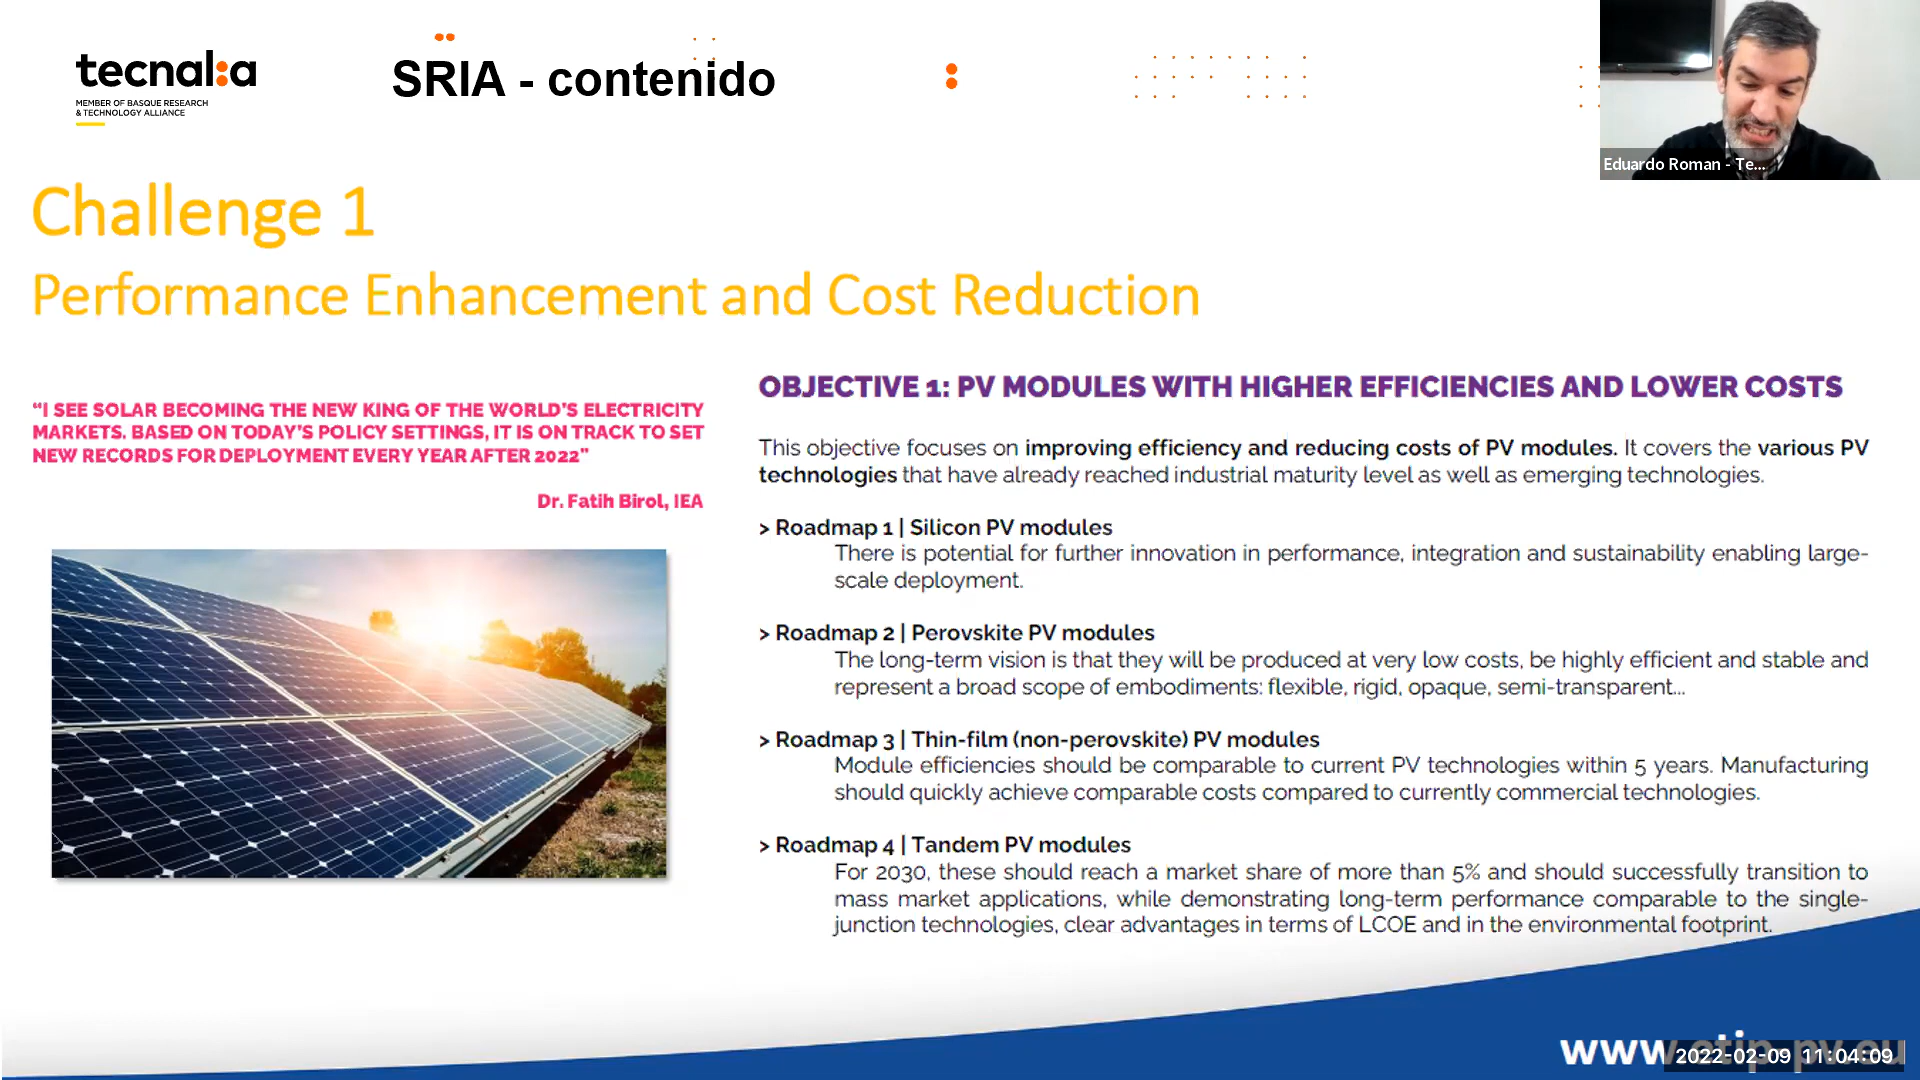 tecnalia
MEMBER OF BASQUE RESEARCH
& TECHNOLOGY ALLIANCE
SRIA - contenido
Eduardo Roman - Te...
Challenge 1
Performance Enhancement and Cost Reduction
“I SEE SOLAR BECOMING THE NEW KING OF THE WORLD’S ELECTRICITY
MARKETS. BASED ON TODAY’S POLICY SETTINGS, IT IS ON TRACK TO SET
NEW RECORDS FOR DEPLOYMENT EVERY YEAR AFTER 2022”
Dr. Fatih Birol, IEA
OBJECTIVE 1: PV MODULES WITH HIGHER EFFICIENCIES AND LOWER COSTS
This objective focuses on improving efficiency and reducing costs of PV modules. It covers the various PV
technologies that have already reached industrial maturity level as well as emerging technologies.
> Roadmap 1 | Silicon PV modules
There is potential for further innovation in performance, integration and sustainability enabling large-
scale deployment.
> Roadmap 2 | Perovskite PV modules
The long-term vision is that they will be produced at very low costs, be highly efficient and stable and
represent a broad scope of embodiments: flexible, rigid, opaque, semi-transparent...
> Roadmap 3 | Thin-film (non-perovskite) PV modules
Module efficiencies should be comparable to current PV technologies within 5 years. Manufacturing
should quickly achieve comparable costs compared to currently commercial technologies.
> Roadmap 4 | Tandem PV modules
For 2030, these should reach a market share of more than 5% and should successfully transition to
mass market applications, while demonstrating long-term performance comparable to the single-
junction technologies, clear advantages in terms of LCOE and in the environmental footprint.
www.etip-pv.eu
2022-02-09 11:04:09